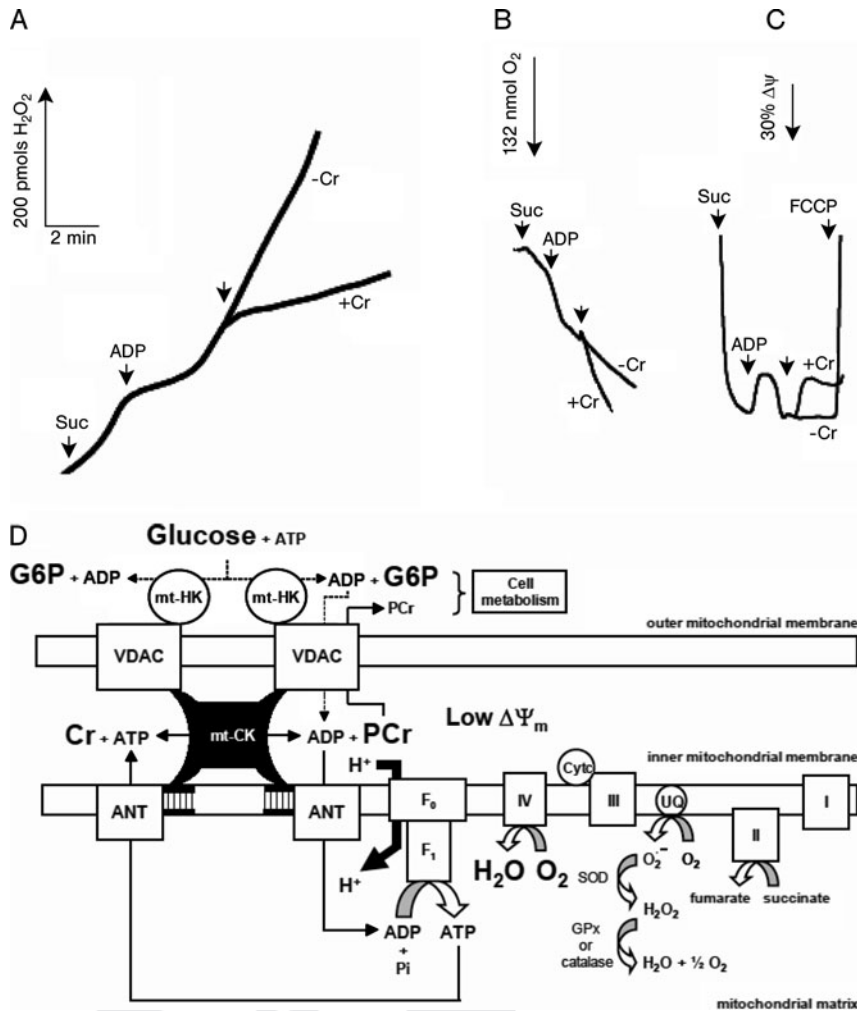 A
200 pmols H₂O₂
2 min
Suc
ADP
-Cr
+Cr
B
132 nmol O₂
Suc
ADP
-Cr
+Cr
C
30% Δψ
Suc
FCCP
ADP
+Cr
-Cr
D
Glucose + ATP
G6P + ADP
mt-HK
mt-HK
ADP + G6P
PCr
Cell
metabolism
outer mitochondrial membrane
VDAC
VDAC
Cr + ATP
mt-CK
ADP + PCr
Low ΔΨm
inner mitochondrial membrane
H⁺
ANT
ANT
F₀
F₁
H⁺
ADP
+
Pi
ATP
IV
H₂O O₂
Cytc
III
UQ
O₂·⁻ O₂
SOD
H₂O₂
GPx
or
catalase
H₂O + ½ O₂
II
fumarate succinate
I
mitochondrial matrix